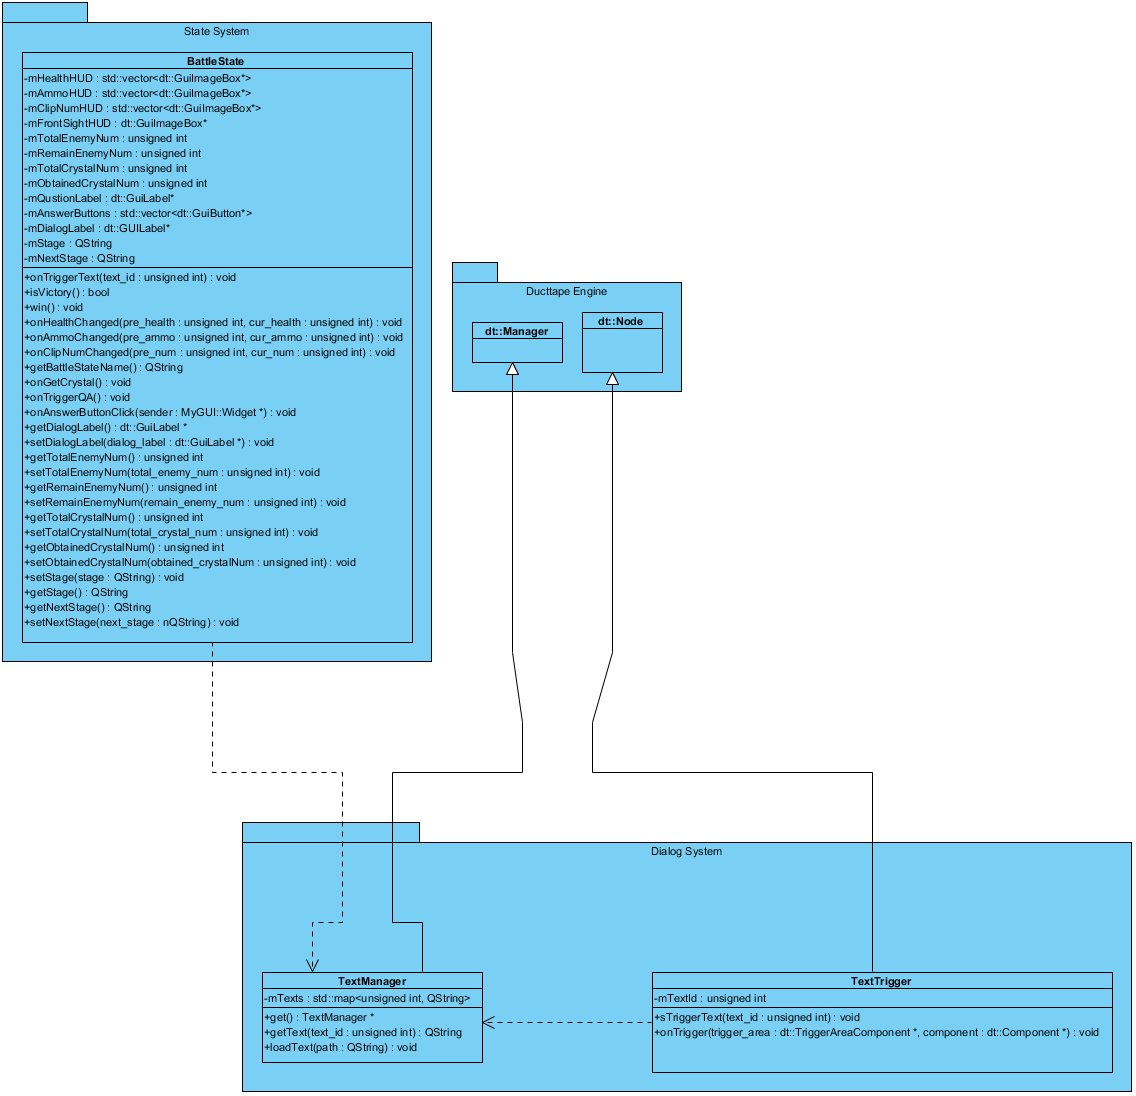 State System
BattleState
-mHealthHUD : std::vector<dt::GuiImageBox*>
-mAmmoHUD : std::vector<dt::GuiImageBox*>
-mClipNumHUD : std::vector<dt::GuiImageBox*>
-mFrontSightHUD : dt::GuiImageBox*
-mTotalEnemyNum : unsigned int
-mRemainEnemyNum : unsigned int
-mTotalCrystalNum : unsigned int
-mObtainedCrystalNum : unsigned int
-mQustionLabel : dt::GuiLabel*
-mAnswerButtons : std::vector<dt::GuiButton*>
-mDialogLabel : dt::GUILabel*
-mStage : QString
-mNextStage : QString
+onTriggerText(text_id : unsigned int) : void
+isVictory() : bool
+win() : void
+onHealthChanged(pre_health : unsigned int, cur_health : unsigned int) : void
+onAmmoChanged(pre_ammo : unsigned int, cur_ammo : unsigned int) : void
+onClipNumChanged(pre_num : unsigned int, cur_num : unsigned int) : void
+getBattleStateName() : QString
+onGetCrystal() : void
+onTriggerQA() : void
+onAnswerButtonClick(sender : MyGUI::Widget *) : void
+getDialogLabel() : dt::GuiLabel *
+setDialogLabel(dialog_label : dt::GuiLabel *) : void
+getTotalEnemyNum() : unsigned int
+setTotalEnemyNum(total_enemy_num : unsigned int) : void
+getRemainEnemyNum() : unsigned int
+setRemainEnemyNum(remain_enemy_num : unsigned int) : void
+getTotalCrystalNum() : unsigned int
+setTotalCrystalNum(total_crystal_num : unsigned int) : void
+getObtainedCrystalNum() : unsigned int
+setObtainedCrystalNum(obtained_crystalNum : unsigned int) : void
+setStage(stage : QString) : void
+getStage() : QString
+getNextStage() : QString
+setNextStage(next_stage : nQString) : void
Ducttape Engine
dt::Manager
dt::Node
Dialog System
TextManager
-mTexts : std::map<unsigned int, QString>
+get() : TextManager *
+getText(text_id : unsigned int) : QString
+loadText(path : QString) : void
TextTrigger
-mTextId : unsigned int
+sTriggerText(text_id : unsigned int) : void
+onTrigger(trigger_area : dt::TriggerAreaComponent *, component : dt::Component *) : void